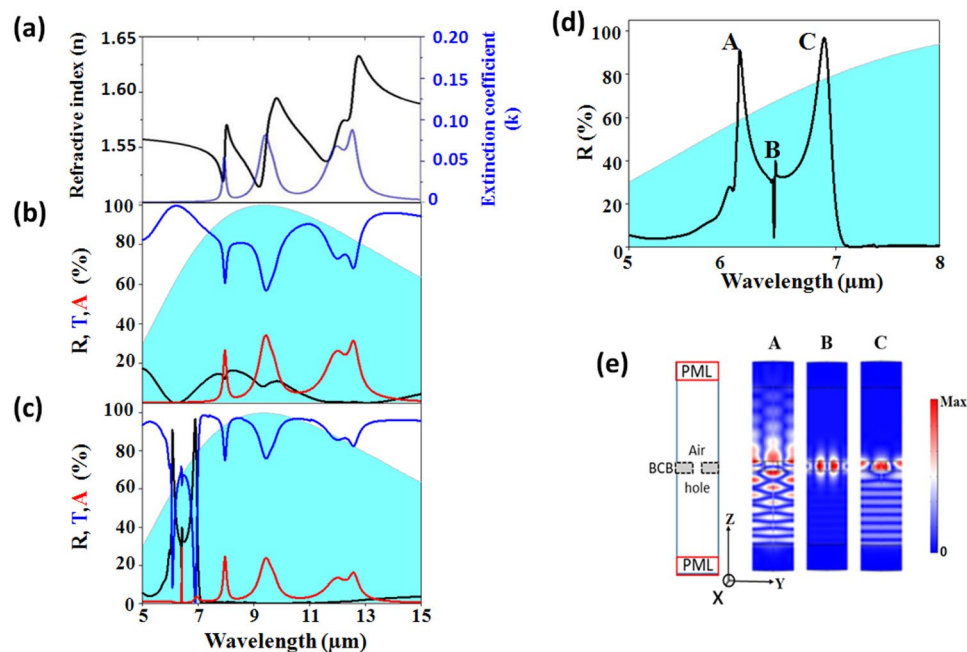 (a)
1.65
1.60
1.55
Refractive index (n)
0.20
0.15
0.10
0.05
0
Extinction coefficient
(k)
(b)
100
80
60
40
20
R, T,A (%)
(c)
100
80
60
40
20
0
R, T,A (%)
5 7 9 11 13 15
Wavelength (µm)
(d)
100
80
60
40
20
0
R (%)
A
B
C
5 6 7 8
Wavelength (µm)
(e)
PML
Air
BCB
hole
PML
Z
Y
X
A B C
Max
0